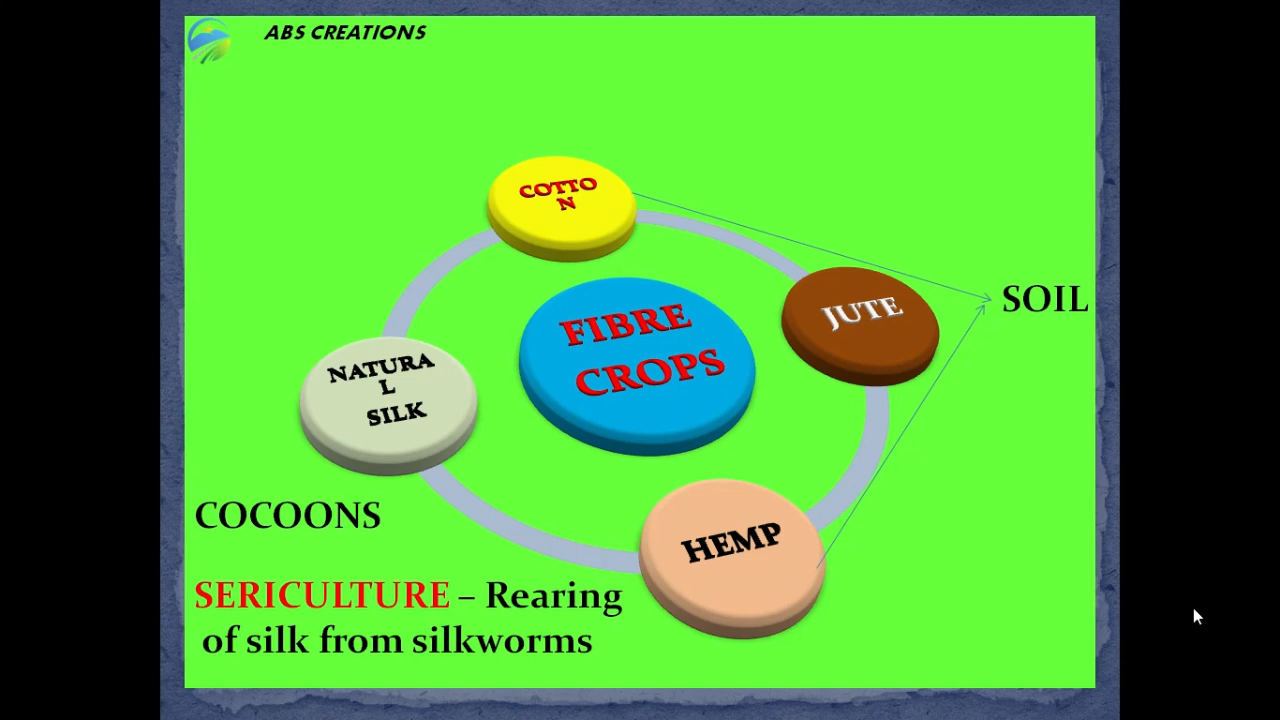 ABS CREATIONS
COTTO
N
FIBRE
CROPS
JUTE
SOIL
NATURA
L
SILK
HEMP
COCOONS
SERICULTURE – Rearing
of silk from silkworms